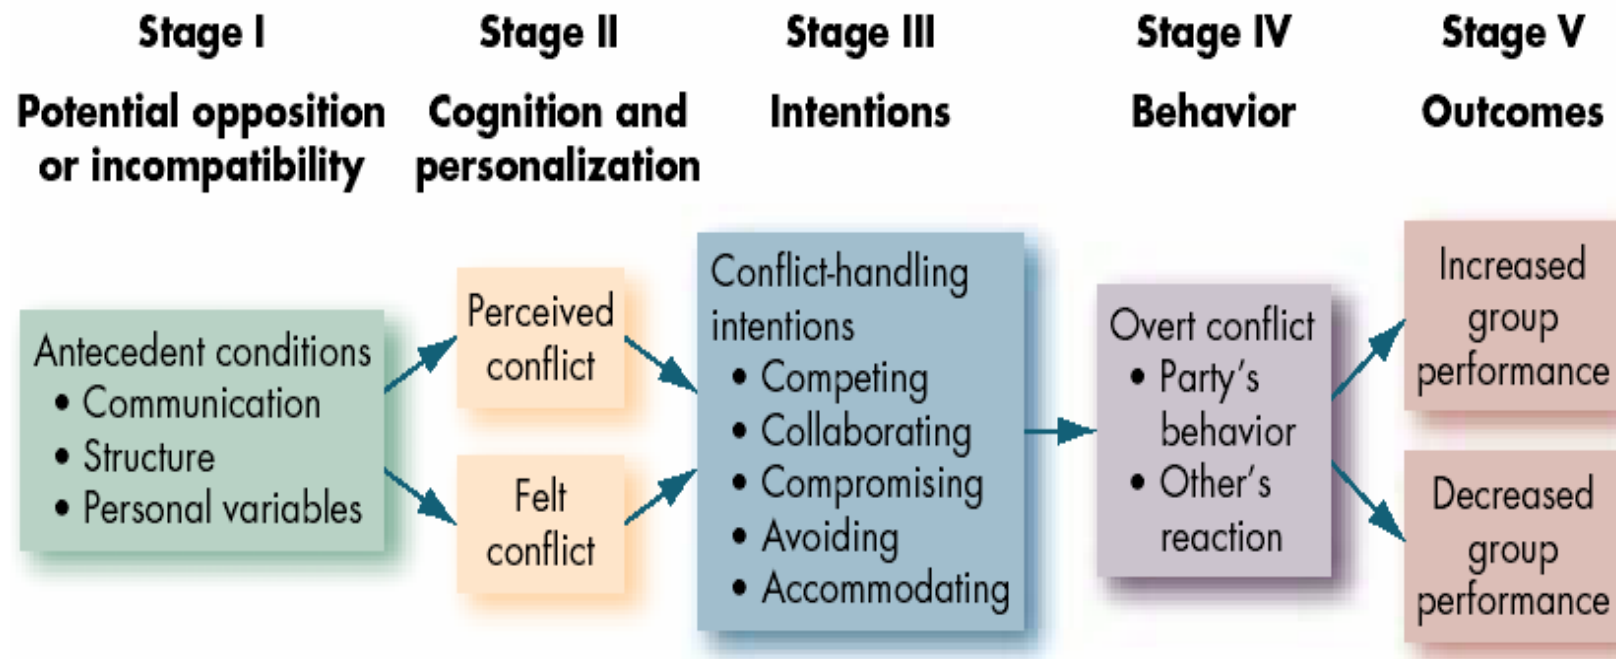 Stage I
Stage II
Stage III
Stage IV
Stage V
Potential opposition
or incompatibility
Cognition and
personalization
Intentions
Behavior
Outcomes
Antecedent conditions
• Communication
• Structure
• Personal variables
Perceived
conflict
Felt
conflict
Conflict-handling
intentions
• Competing
• Collaborating
• Compromising
• Avoiding
• Accommodating
Overt conflict
• Party's
behavior
• Other's
reaction
Increased
group
performance
Decreased
group
performance